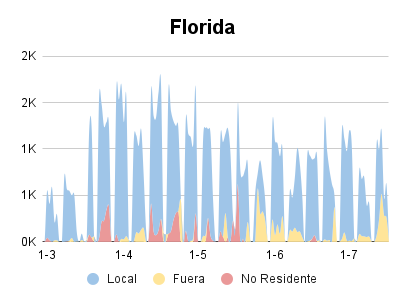 Florida
2K
2K
1K
1K
0K
1-3 1-4 1-5 1-6 1-7
Local Fuera No Residente